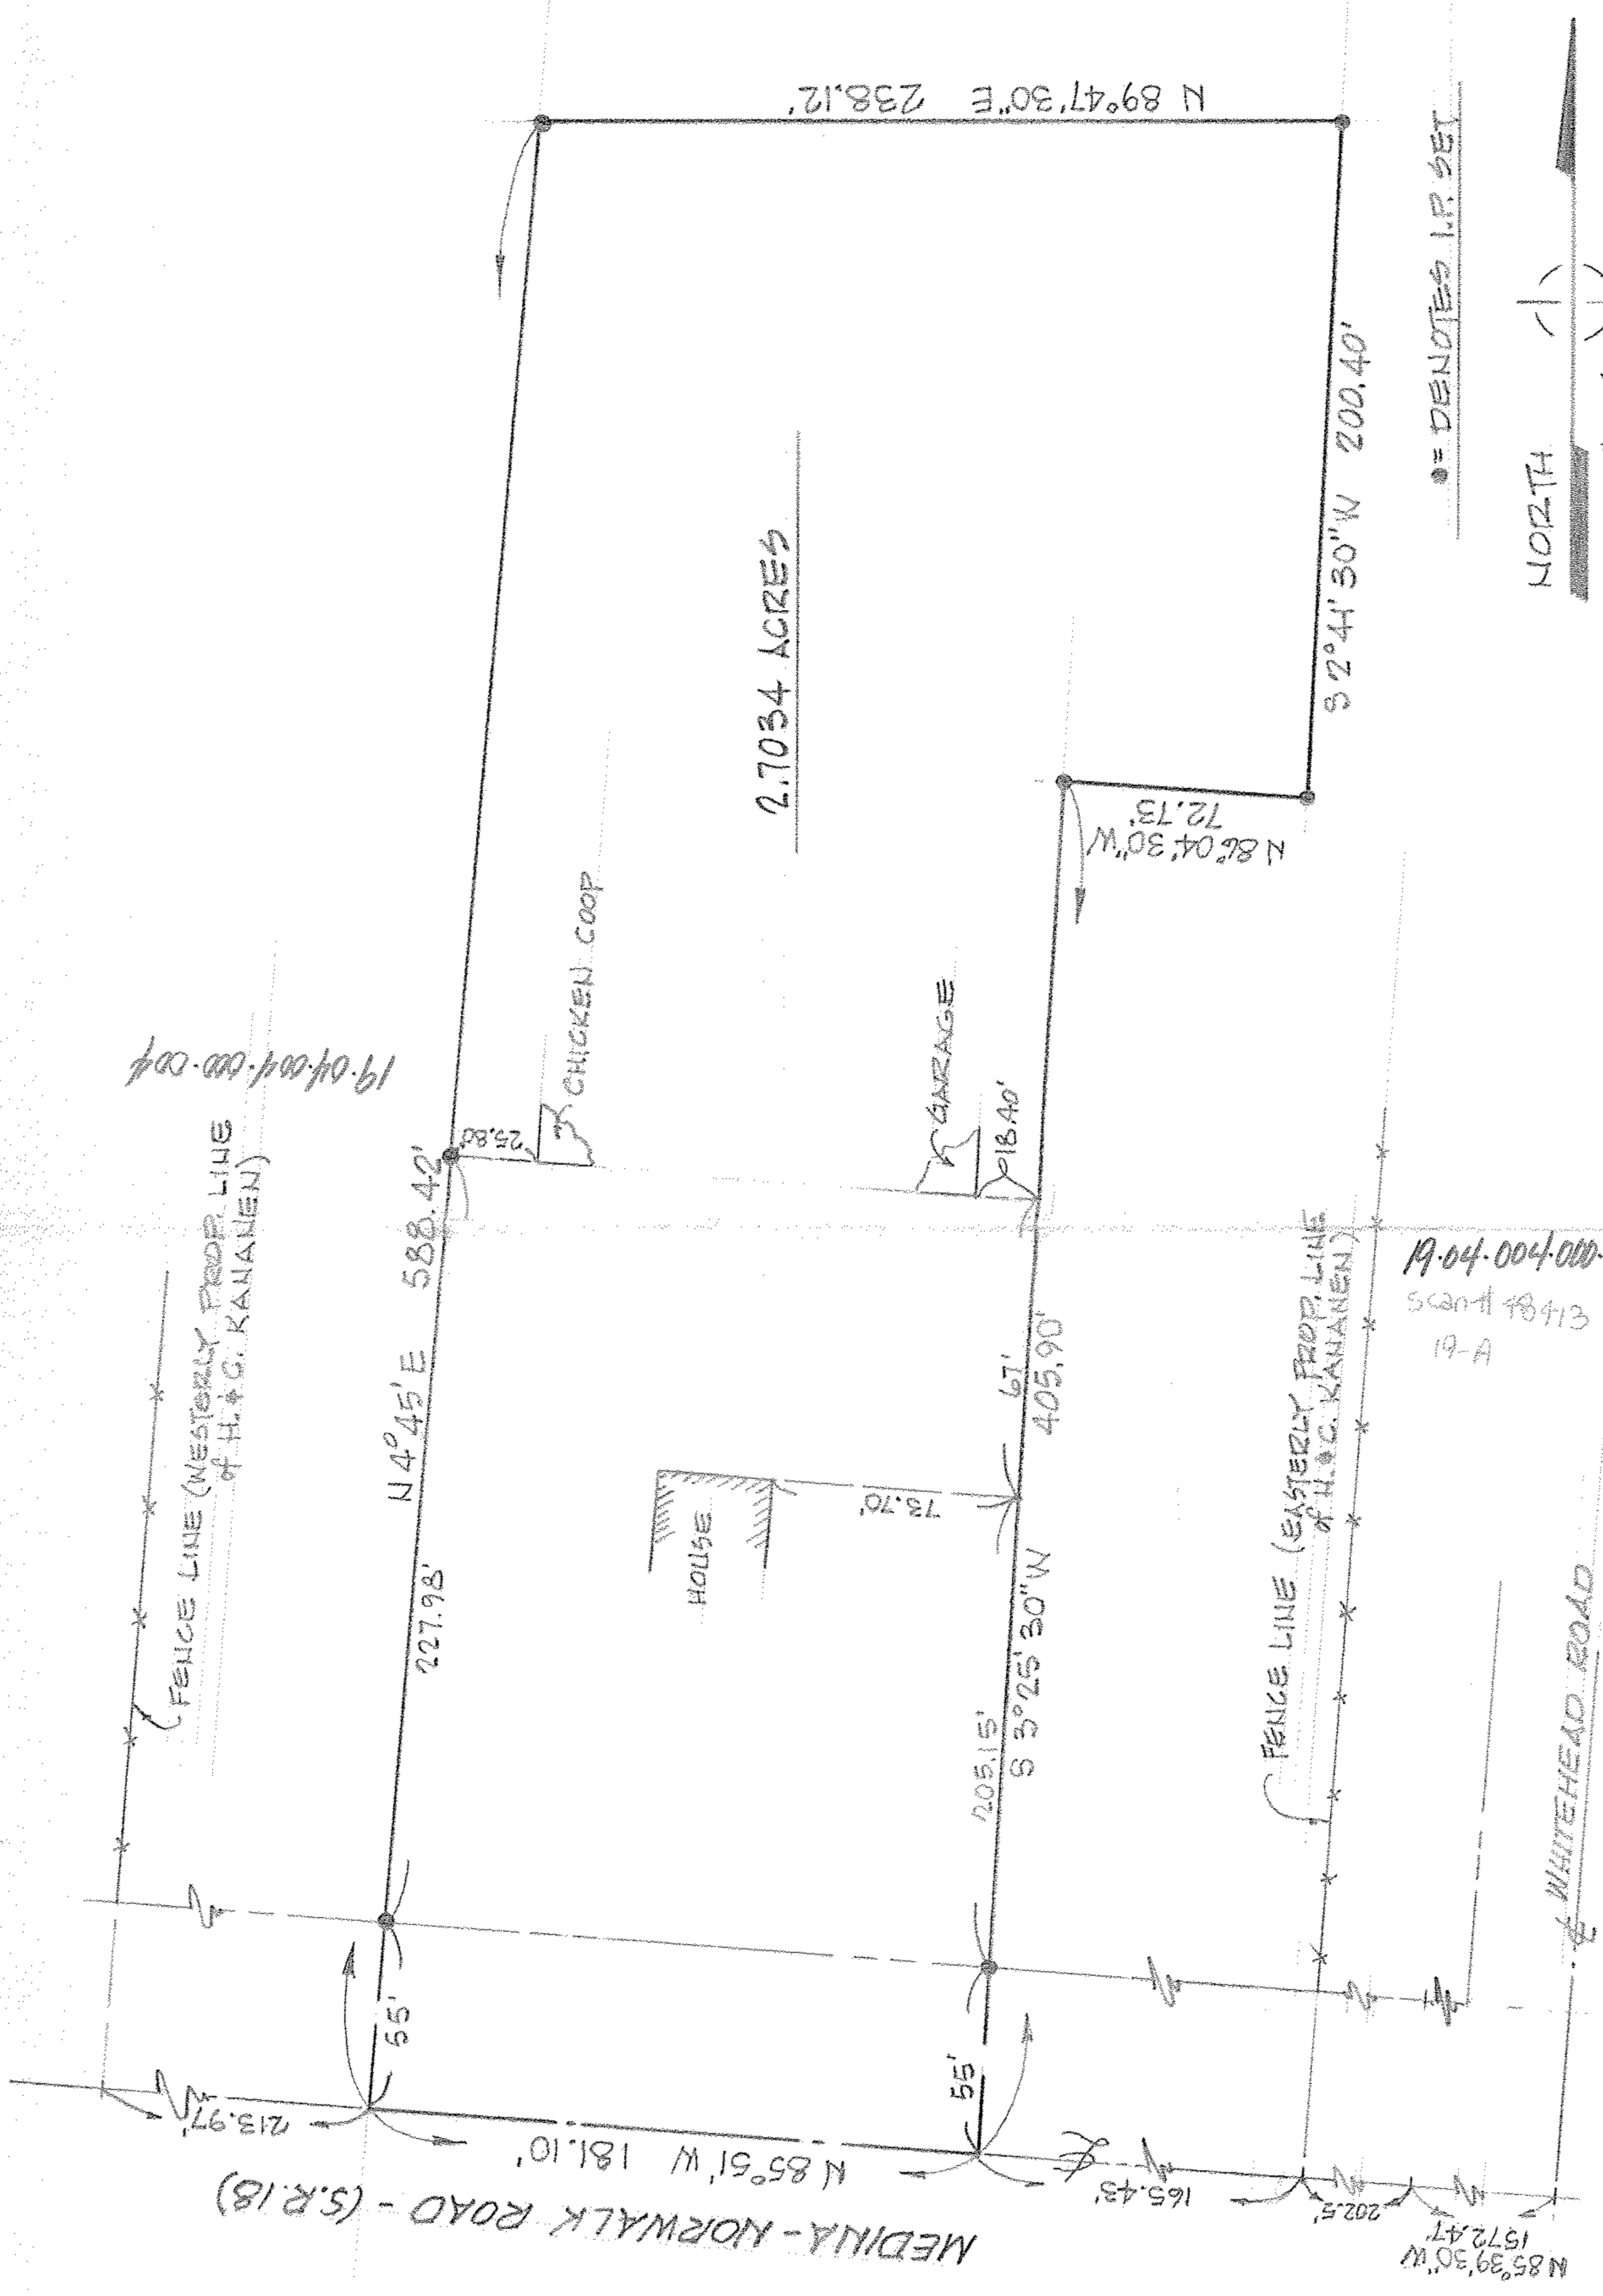 N 89°47'30"E 238.12'
● = DENOTES I.P. SET
NORTH
2.7034 ACRES
S 2°41'30"W 200.40'
N 86°04'30"W
72.73'
CHICKEN COOP
25.80'
GARAGE
18.40'
19.04.004.000.004
FENCE LINE (WESTERLY PROP. LINE
of H. & C. KANANEN)
N 4°45' E 588.42'
227.98'
HOUSE
73.70'
67'
405.90'
205.15'
S 3°25'30"W
FENCE LINE (EASTERLY PROP. LINE
of H. & C. KANANEN)
19.04.004.000.
scan# 48413
19-A
℄ WHITEHEAD ROAD
55'
55'
213.97'
N 85°51' W 181.10'
℄
165.43'
202.5'
1572.47'
N 85°39'30"W
MEDINA - NORWALK ROAD - (S.R. 18)